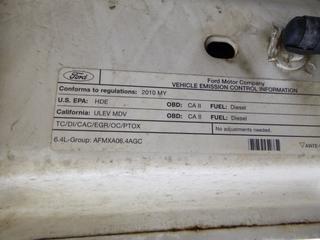 Ford
Ford Motor Company
VEHICLE EMISSION CONTROL INFORMATION
Conforms to regulations: 2010 MY
U.S. EPA: HDE OBD: CA II FUEL: Diesel
California: ULEV MDV OBD: CA II FUEL: Diesel
TC/DI/CAC/EGR/OC/PTOX No adjustments needed.
6.4L-Group: AFMXA06.4AGC